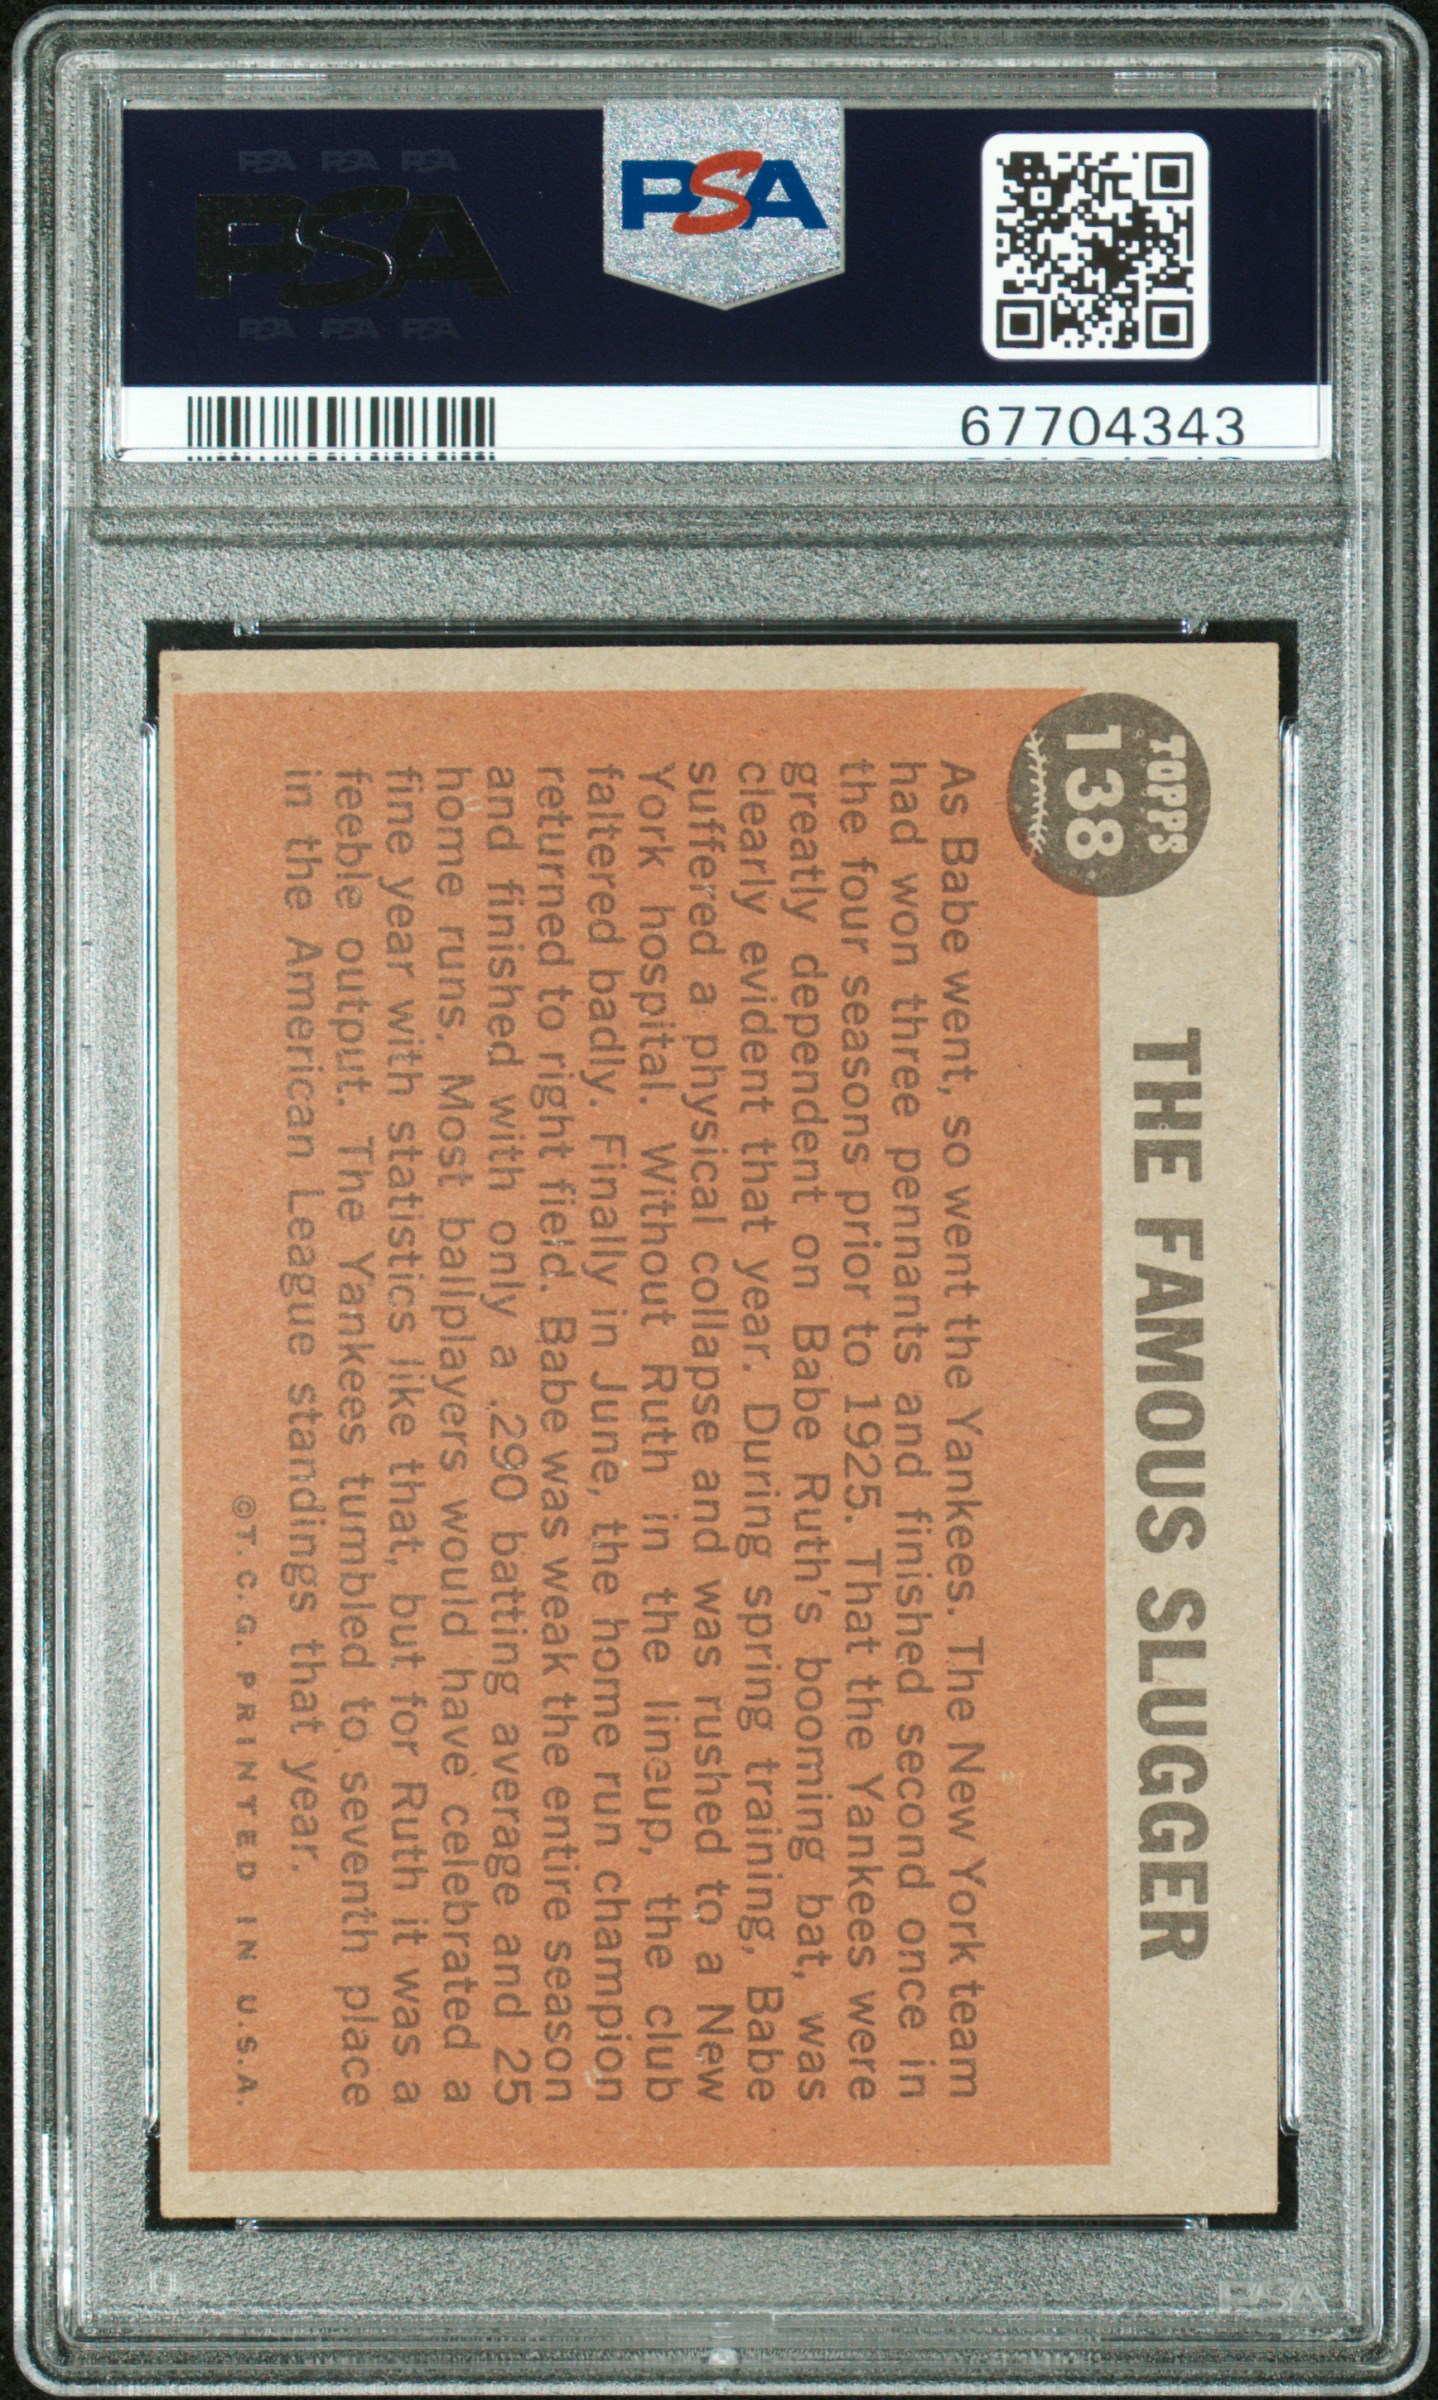 PSA PSA PSA
PSA
PSA PSA PSA
PSA
67704343
TOPPS
138
THE FAMOUS SLUGGER
As Babe went, so went the Yankees. The New York team
had won three pennants and finished second once in
the four seasons prior to 1925. That the Yankees were
greatly dependent on Babe Ruth's booming bat, was
clearly evident that year. During spring training, Babe
suffered a physical collapse and was rushed to a New
York hospital. Without Ruth in the lineup, the club
faltered badly. Finally in June, the home run champion
returned to right field. Babe was weak the entire season
and finished with only a .290 batting average and 25
home runs. Most ballplayers would have celebrated a
fine year with statistics like that, but for Ruth it was a
feeble output. The Yankees tumbled to seventh place
in the American League standings that year.
©T.C.G. PRINTED IN U.S.A.
PSA